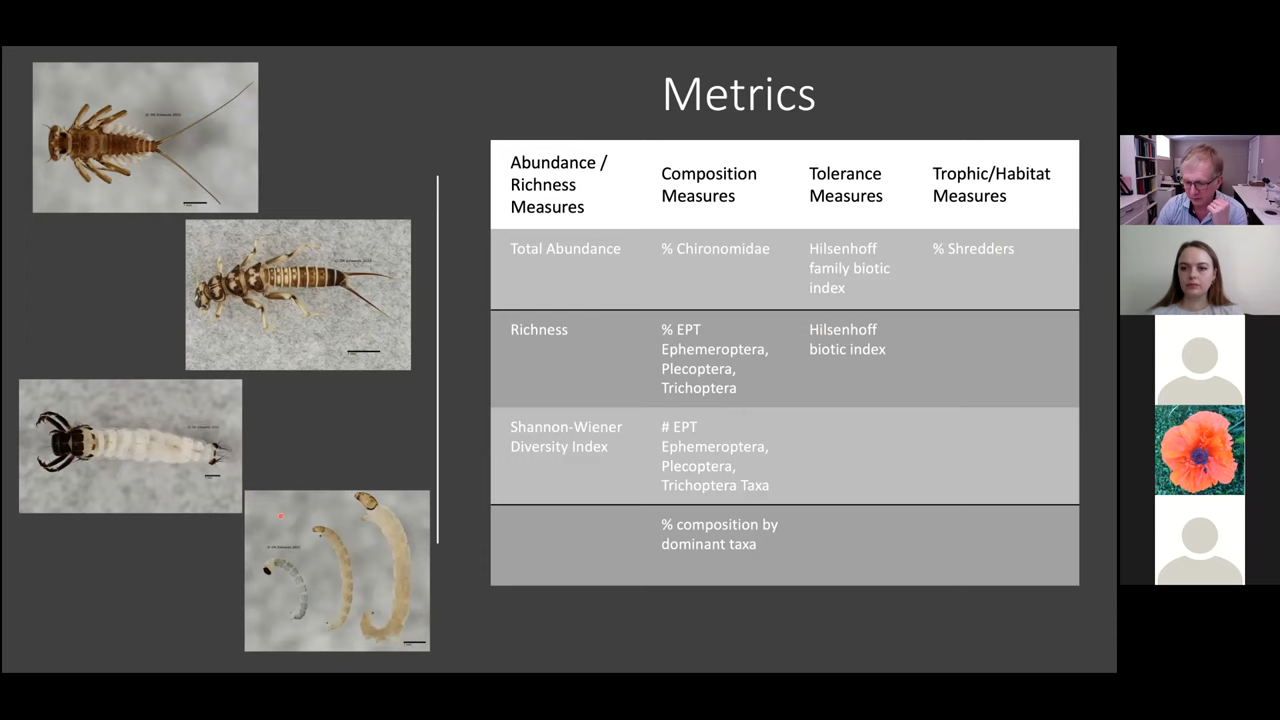 Metrics
Abundance /
Richness
Measures
Composition
Measures
Tolerance
Measures
Trophic/Habitat
Measures
Total Abundance
% Chironomidae
Hilsenhoff
family biotic
index
% Shredders
Richness
% EPT
Ephemeroptera,
Plecoptera,
Trichoptera
Hilsenhoff
biotic index
Shannon-Wiener
Diversity Index
# EPT
Ephemeroptera,
Plecoptera,
Trichoptera Taxa
% composition by
dominant taxa